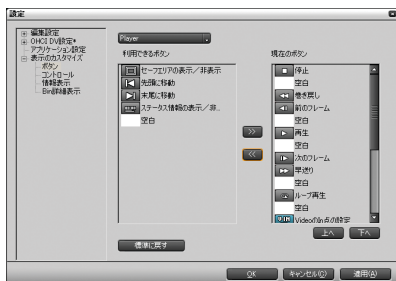 設定
編集設定
OHCI DV設定*
アプリケーション設定
表示のカスタマイズ
ボタン
コントロール
情報表示
Bin詳細表示
Player
利用できるボタン
セーフエリアの表示／非表示
先頭に移動
末尾に移動
ステータス情報の表示／非...
空白
標準に戻す
>>
<<
現在のボタン
停止
空白
巻き戻し
前のフレーム
空白
再生
空白
次のフレーム
早送り
空白
ループ再生
空白
VideoのIn点の設定
上へ
下へ
OK
キャンセル(C)
適用(A)